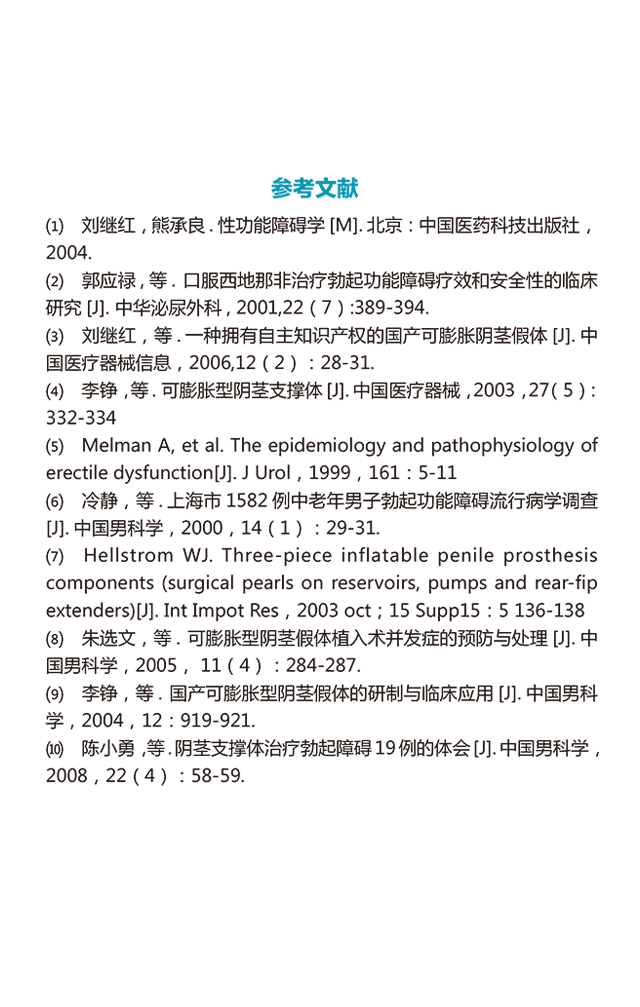 参考文献
⑴ 刘继红，熊承良 . 性功能障碍学 [M]. 北京：中国医药科技出版社，
2004.
⑵ 郭应禄 , 等 . 口服西地那非治疗勃起功能障碍疗效和安全性的临床
研究 [J]. 中华泌尿外科 , 2001,22（7）:389-394.
⑶ 刘继红，等 . 一种拥有自主知识产权的国产可膨胀阴茎假体 [J]. 中
国医疗器械信息，2006,12（2）：28-31.
⑷ 李铮 , 等 . 可膨胀型阴茎支撑体 [J]. 中国医疗器械 , 2003 , 27（5）:
332-334
⑸ Melman A, et al. The epidemiology and pathophysiology of
erectile dysfunction[J]. J Urol，1999，161：5-11
⑹ 冷静，等 . 上海市 1582 例中老年男子勃起功能障碍流行病学调查
[J]. 中国男科学，2000，14（1）：29-31.
⑺ Hellstrom WJ. Three-piece inflatable penile prosthesis
components (surgical pearls on reservoirs, pumps and rear-fip
extenders)[J]. Int Impot Res，2003 oct；15 Supp15：5 136-138
⑻ 朱选文，等 . 可膨胀型阴茎假体植入术并发症的预防与处理 [J]. 中
国男科学，2005， 11（4）：284-287.
⑼ 李铮，等 . 国产可膨胀型阴茎假体的研制与临床应用 [J]. 中国男科
学，2004，12：919-921.
⑽ 陈小勇 , 等 . 阴茎支撑体治疗勃起障碍 19 例的体会 [J]. 中国男科学 ,
2008，22（4）：58-59.